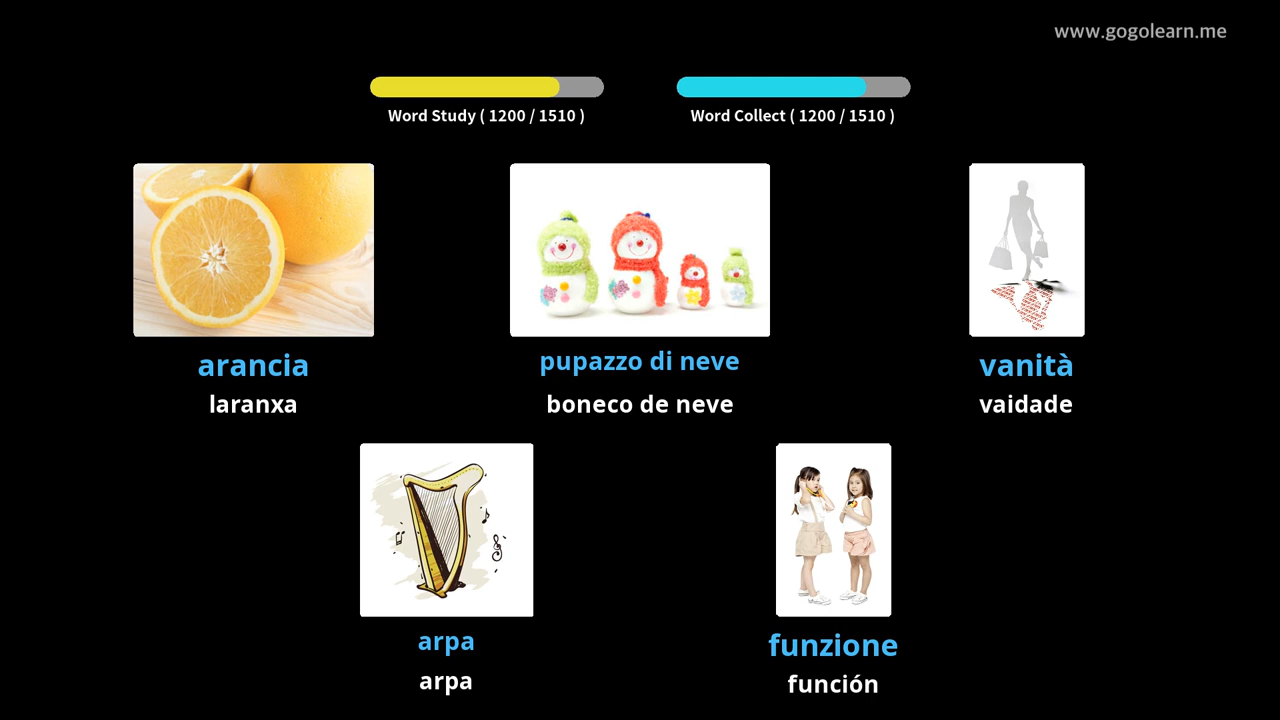 www.gogolearn.me
Word Study ( 1200 / 1510 )
Word Collect ( 1200 / 1510 )
arancia
laranxa
pupazzo di neve
boneco de neve
vanità
vaidade
arpa
arpa
funzione
función